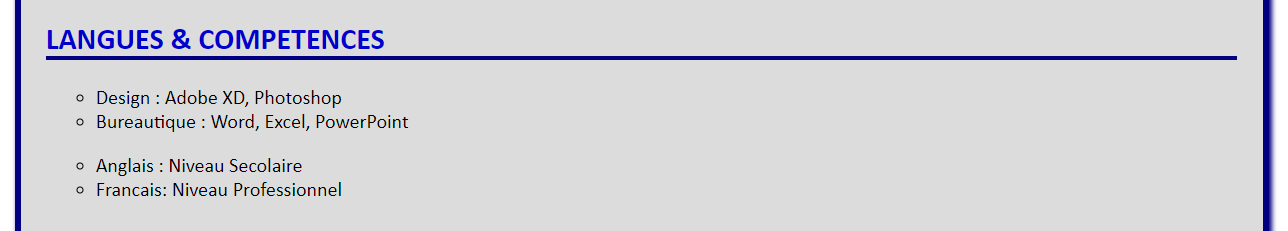 LANGUES & COMPETENCES
Design : Adobe XD, Photoshop
Bureautique : Word, Excel, PowerPoint
Anglais : Niveau Secolaire
Francais: Niveau Professionnel